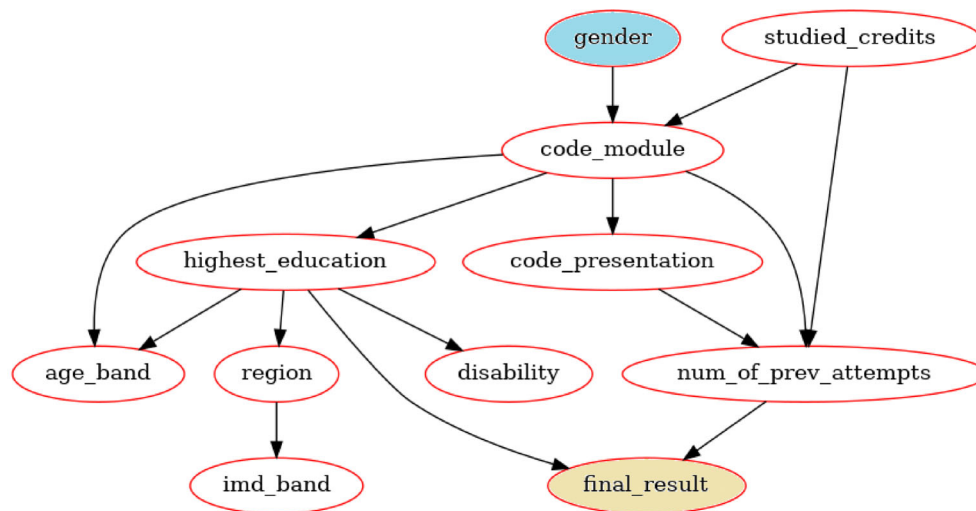 gender
studied_credits
code_module
highest_education
code_presentation
age_band
region
disability
num_of_prev_attempts
imd_band
final_result